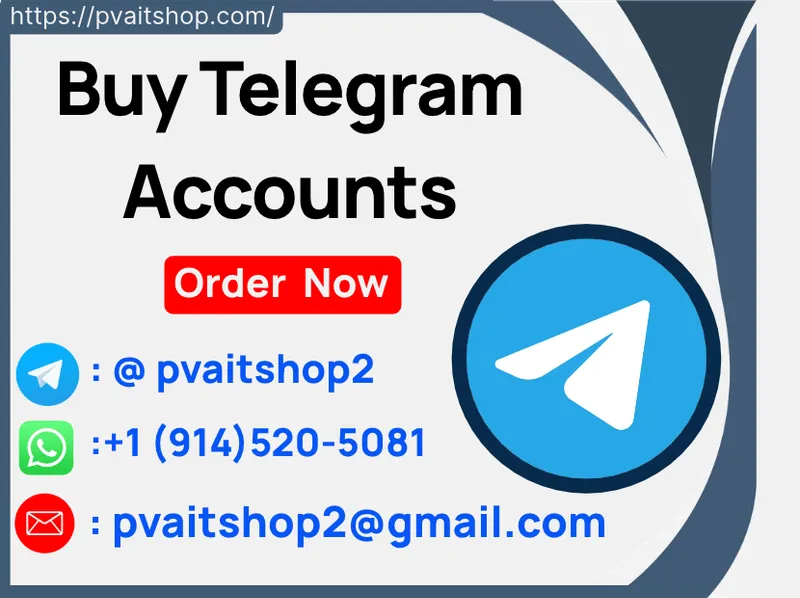 https://pvaitshop.com/
Buy Telegram
Accounts
Order Now
: @ pvaitshop2
:+1 (914)520-5081
: pvaitshop2@gmail.com